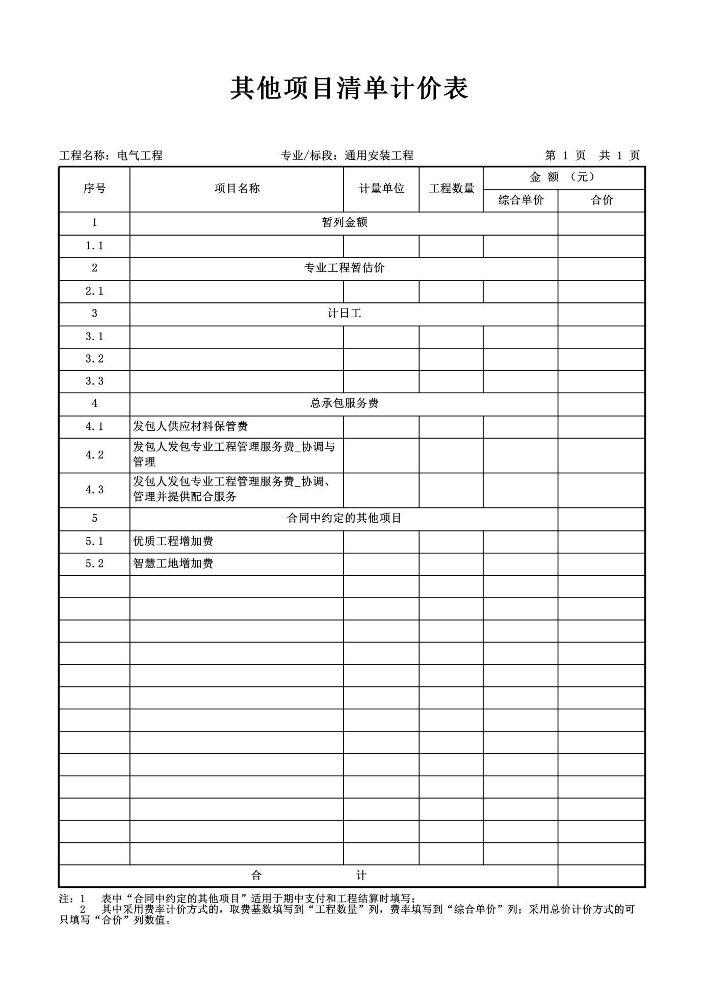 其他项目清单计价表
工程名称：电气工程 专业/标段：通用安装工程 第 1 页 共 1 页
序号 项目名称 计量单位 工程数量 金 额 （元）
综合单价 合价
1 暂列金额
1.1
2 专业工程暂估价
2.1
3 计日工
3.1
3.2
3.3
4 总承包服务费
4.1 发包人供应材料保管费
4.2 发包人发包专业工程管理服务费_协调与
管理
4.3 发包人发包专业工程管理服务费_协调、
管理并提供配合服务
5 合同中约定的其他项目
5.1 优质工程增加费
5.2 智慧工地增加费
合 计
注：1 表中“合同中约定的其他项目”适用于期中支付和工程结算时填写；
2 其中采用费率计价方式的，取费基数填写到“工程数量”列，费率填写到“综合单价”列；采用总价计价方式的可
只填写“合价”列数值。